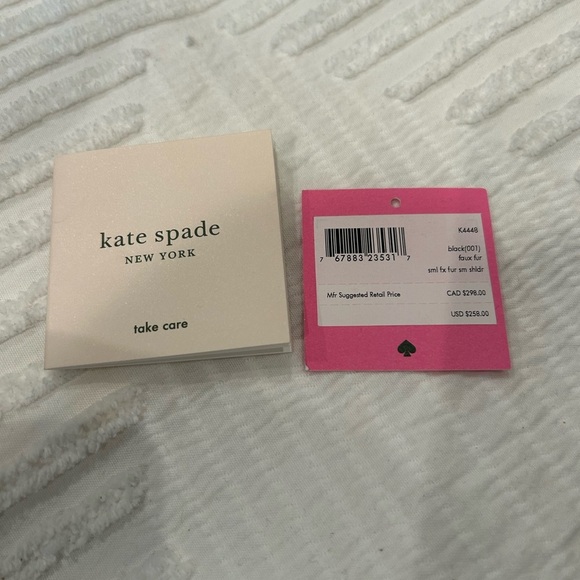 kate spade
NEW YORK
take care
K4448
7 67883 23531 7
black(001)
faux fur
sml fx fur sm shldr
Mfr Suggested Retail Price CAD $298.00
USD $258.00